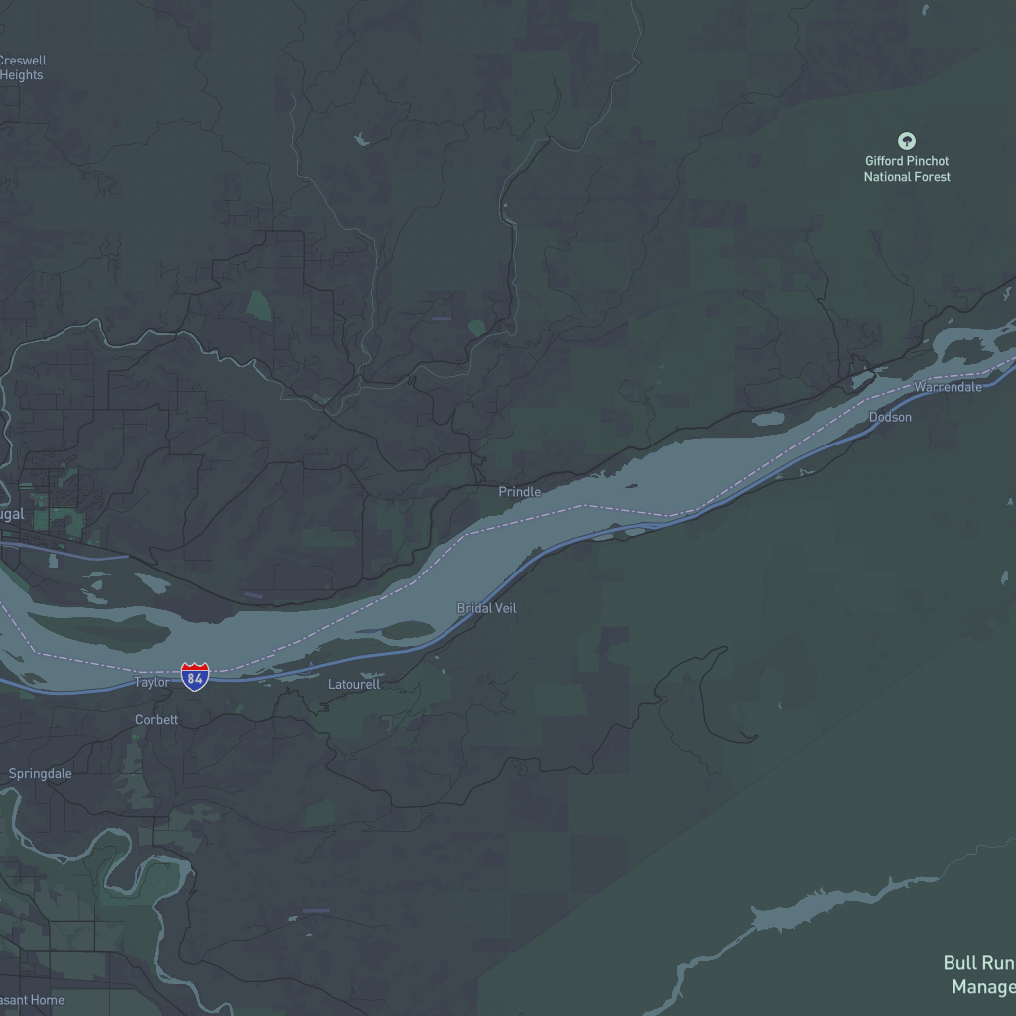 Creswell
Heights
Gifford Pinchot
National Forest
Warrendale
Dodson
Prindle
ugal
Bridal Veil
84
Taylor
Latourell
Corbett
Springdale
Bull Run
Manage
asant Home